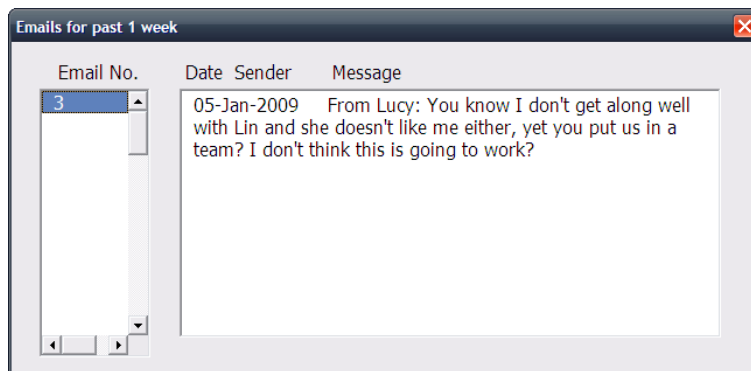 Emails for past 1 week
Email No. Date Sender Message
3
05-Jan-2009 From Lucy: You know I don't get along well
with Lin and she doesn't like me either, yet you put us in a
team? I don't think this is going to work?